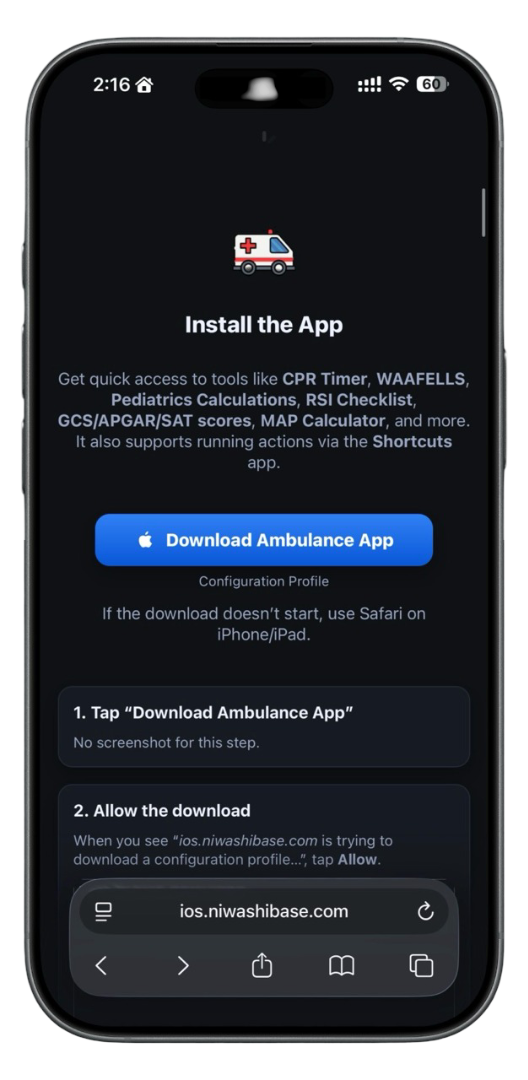 2:16
60
Install the App
Get quick access to tools like CPR Timer, WAAFELLS,
Pediatrics Calculations, RSI Checklist,
GCS/APGAR/SAT scores, MAP Calculator, and more.
It also supports running actions via the Shortcuts
app.
Download Ambulance App
Configuration Profile
If the download doesn't start, use Safari on
iPhone/iPad.
1. Tap “Download Ambulance App”
No screenshot for this step.
2. Allow the download
When you see “ios.niwashibase.com is trying to
download a configuration profile...”, tap Allow.
ios.niwashibase.com